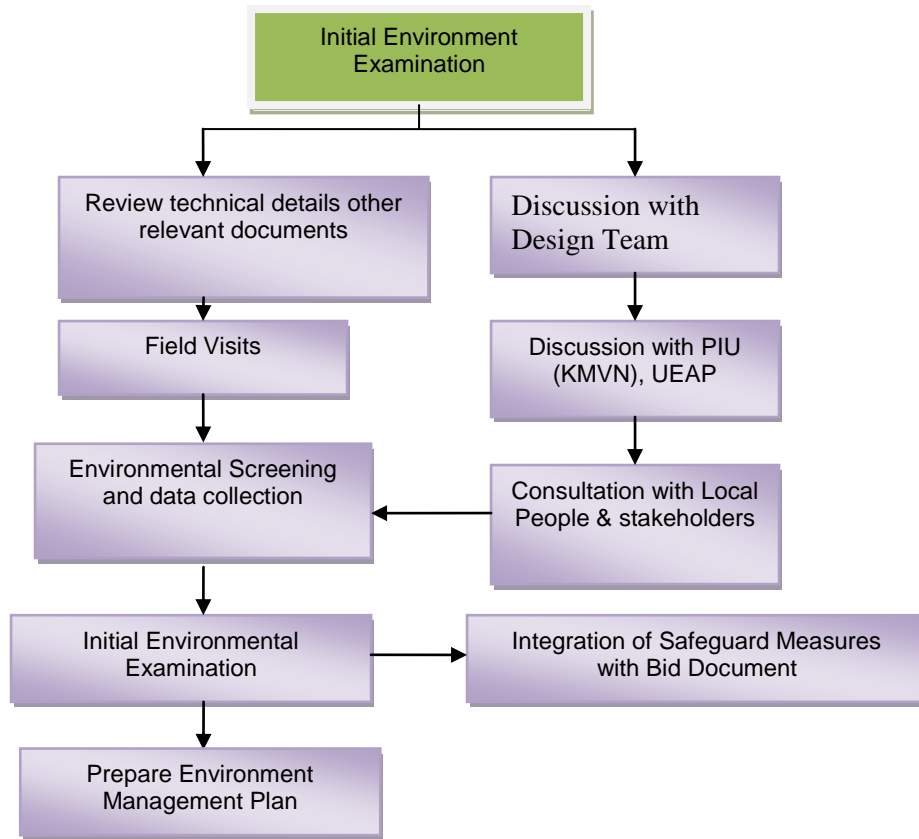 Initial Environment
Examination
Review technical details other
relevant documents
Discussion with
Design Team
Field Visits
Discussion with PIU
(KMVN), UEAP
Environmental Screening
and data collection
Consultation with Local
People & stakeholders
Initial Environmental
Examination
Integration of Safeguard Measures
with Bid Document
Prepare Environment
Management Plan